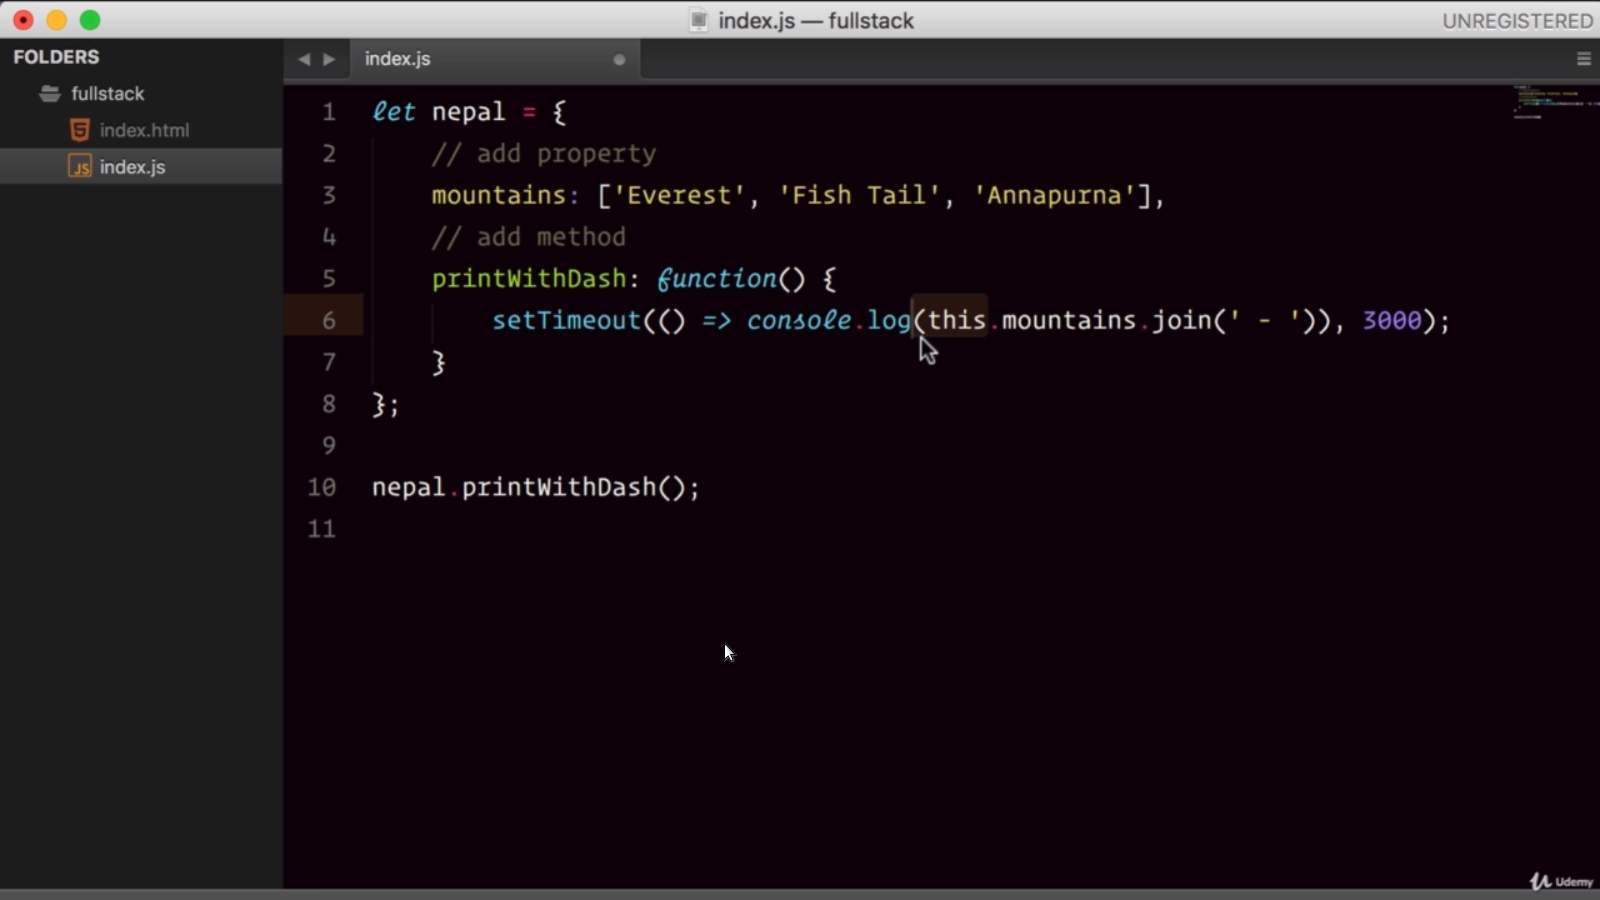 index.js — fullstack
UNREGISTERED
FOLDERS
fullstack
index.html
index.js
index.js
1 let nepal = {
2 // add property
3 mountains: ['Everest', 'Fish Tail', 'Annapurna'],
4 // add method
5 printWithDash: function() {
6 setTimeout(() => console.log(this.mountains.join(' - ')), 3000);
7 }
8 };
9
10 nepal.printWithDash();
11
Udemy